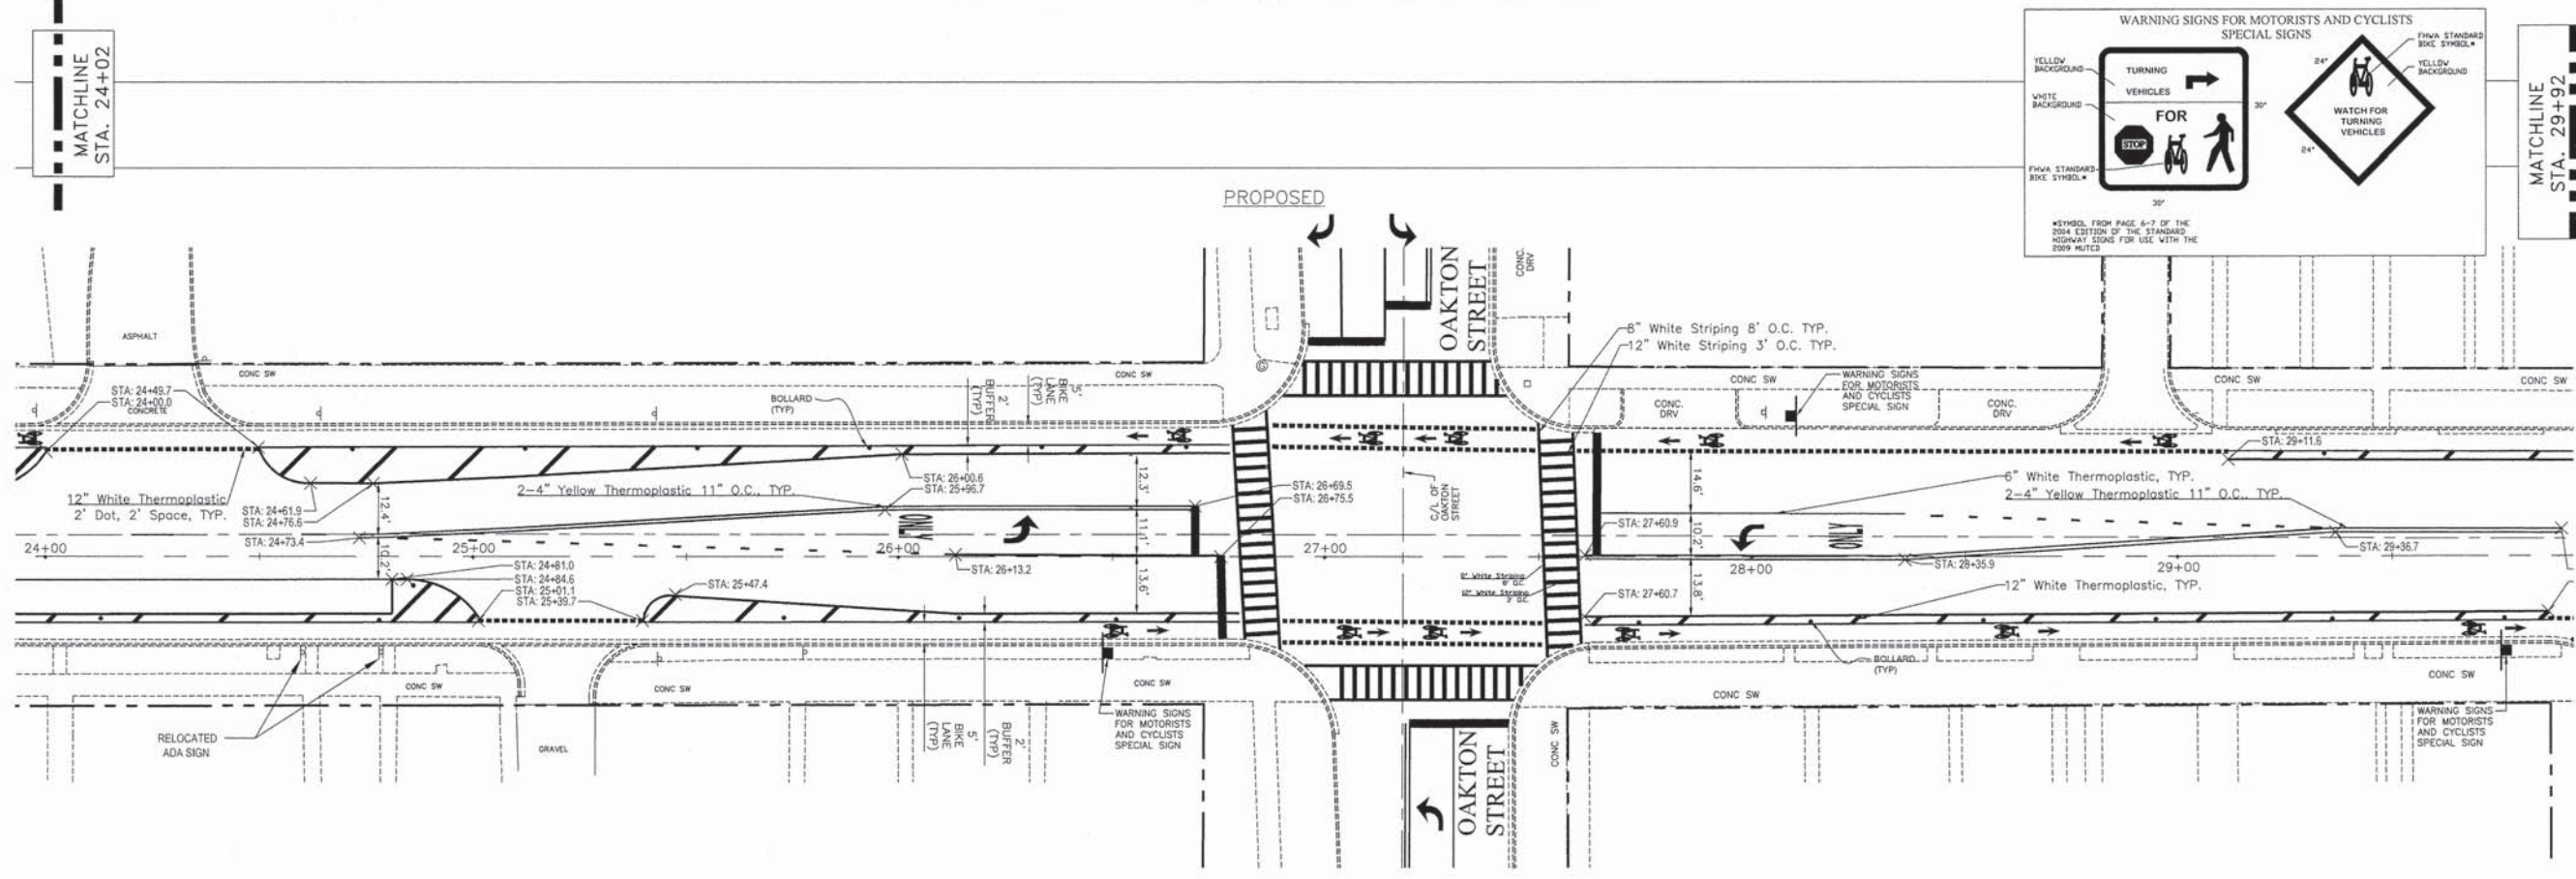 MATCHLINE
STA. 24+02
WARNING SIGNS FOR MOTORISTS AND CYCLISTS
SPECIAL SIGNS
YELLOW
BACKGROUND
WHITE
BACKGROUND
FHWA STANDARD
BIKE SYMBOL*
TURNING
VEHICLES
FOR
STOP
30"
30"
24"
24"
WATCH FOR
TURNING
VEHICLES
FHWA STANDARD
BIKE SYMBOL*
YELLOW
BACKGROUND
*SYMBOL FROM PAGE 6-7 OF THE
2004 EDITION OF THE STANDARD
HIGHWAY SIGNS FOR USE WITH THE
2009 MUTCD
MATCHLINE
STA. 29+92
PROPOSED
OAKTON
STREET
CONC.
DRV
ASPHALT
CONC SW
CONC SW
STA: 24+49.7
STA: 24+00.0
CONCRETE
BOLLARD
(TYP)
2'
BUFFER
(TYP)
5'
BIKE
LANE
(TYP)
8" White Striping 8' O.C. TYP.
12" White Striping 3' O.C. TYP.
CONC SW
CONC.
DRV
WARNING SIGNS
FOR MOTORISTS
AND CYCLISTS
SPECIAL SIGN
CONC.
DRV
CONC SW
CONC SW
STA: 29+11.6
12" White Thermoplastic
2' Dot, 2' Space, TYP.
STA: 24+61.9
STA: 24+76.6
STA: 24+73.4
12.4'
10.2'
2-4" Yellow Thermoplastic 11" O.C., TYP.
STA: 26+00.6
STA: 25+96.7
12.3'
11.1'
13.6'
ONLY
STA: 26+69.5
STA: 26+75.5
C/L OF
OAKTON
STREET
14.6'
10.2'
13.8'
6" White Thermoplastic, TYP.
2-4" Yellow Thermoplastic 11" O.C., TYP.
STA: 27+60.9
ONLY
STA: 29+36.7
24+00
25+00
26+00
27+00
28+00
29+00
STA: 26+13.2
STA: 28+35.9
STA: 24+81.0
STA: 24+84.6
STA: 25+01.1
STA: 25+39.7
STA: 25+47.4
8" White Striping
8' O.C.
12" White Striping
3' O.C.
STA: 27+60.7
12" White Thermoplastic, TYP.
BOLLARD
(TYP)
CONC SW
CONC SW
CONC SW
CONC SW
CONC SW
RELOCATED
ADA SIGN
GRAVEL
5'
BIKE
LANE
(TYP)
2'
BUFFER
(TYP)
WARNING SIGNS
FOR MOTORISTS
AND CYCLISTS
SPECIAL SIGN
OAKTON
STREET
CONC SW
WARNING SIGNS
FOR MOTORISTS
AND CYCLISTS
SPECIAL SIGN